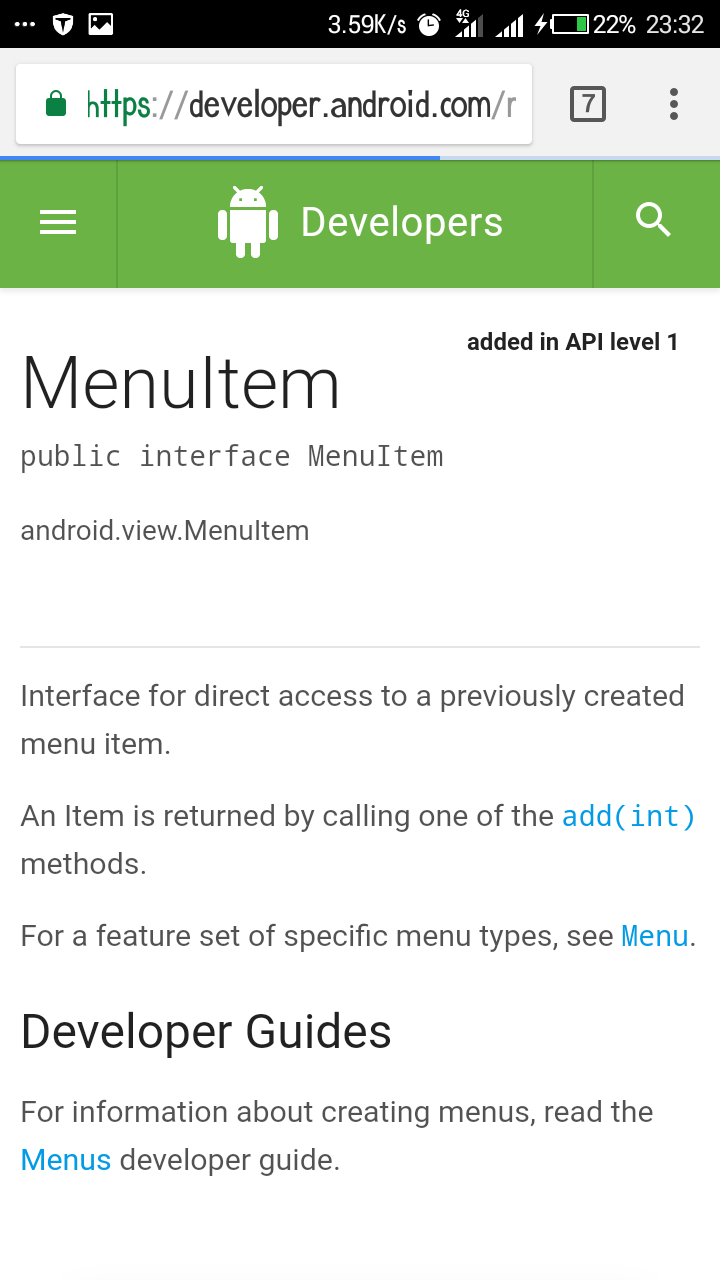 3.59K/s 4G 22% 23:32
https://developer.android.com/r
7
Developers
added in API level 1
MenuItem
public interface MenuItem
android.view.MenuItem
Interface for direct access to a previously created
menu item.
An Item is returned by calling one of the add(int)
methods.
For a feature set of specific menu types, see Menu.
Developer Guides
For information about creating menus, read the
Menus developer guide.